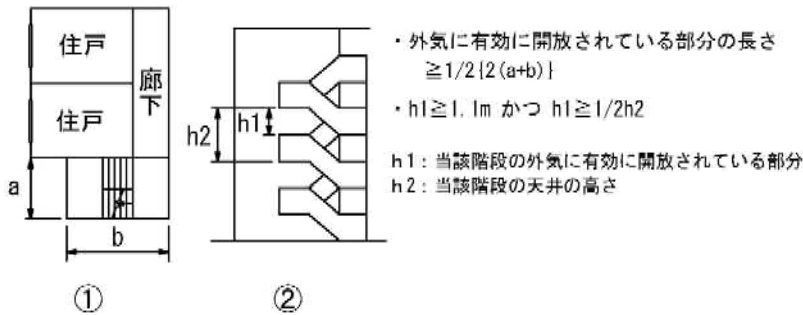 住戸
住戸
廊下
a
b
①
h2
h1
②
・外気に有効に開放されている部分の長さ
≧1/2{2(a+b)}
・h1≧1.1m かつ h1≧1/2h2
h1：当該階段の外気に有効に開放されている部分
h2：当該階段の天井の高さ